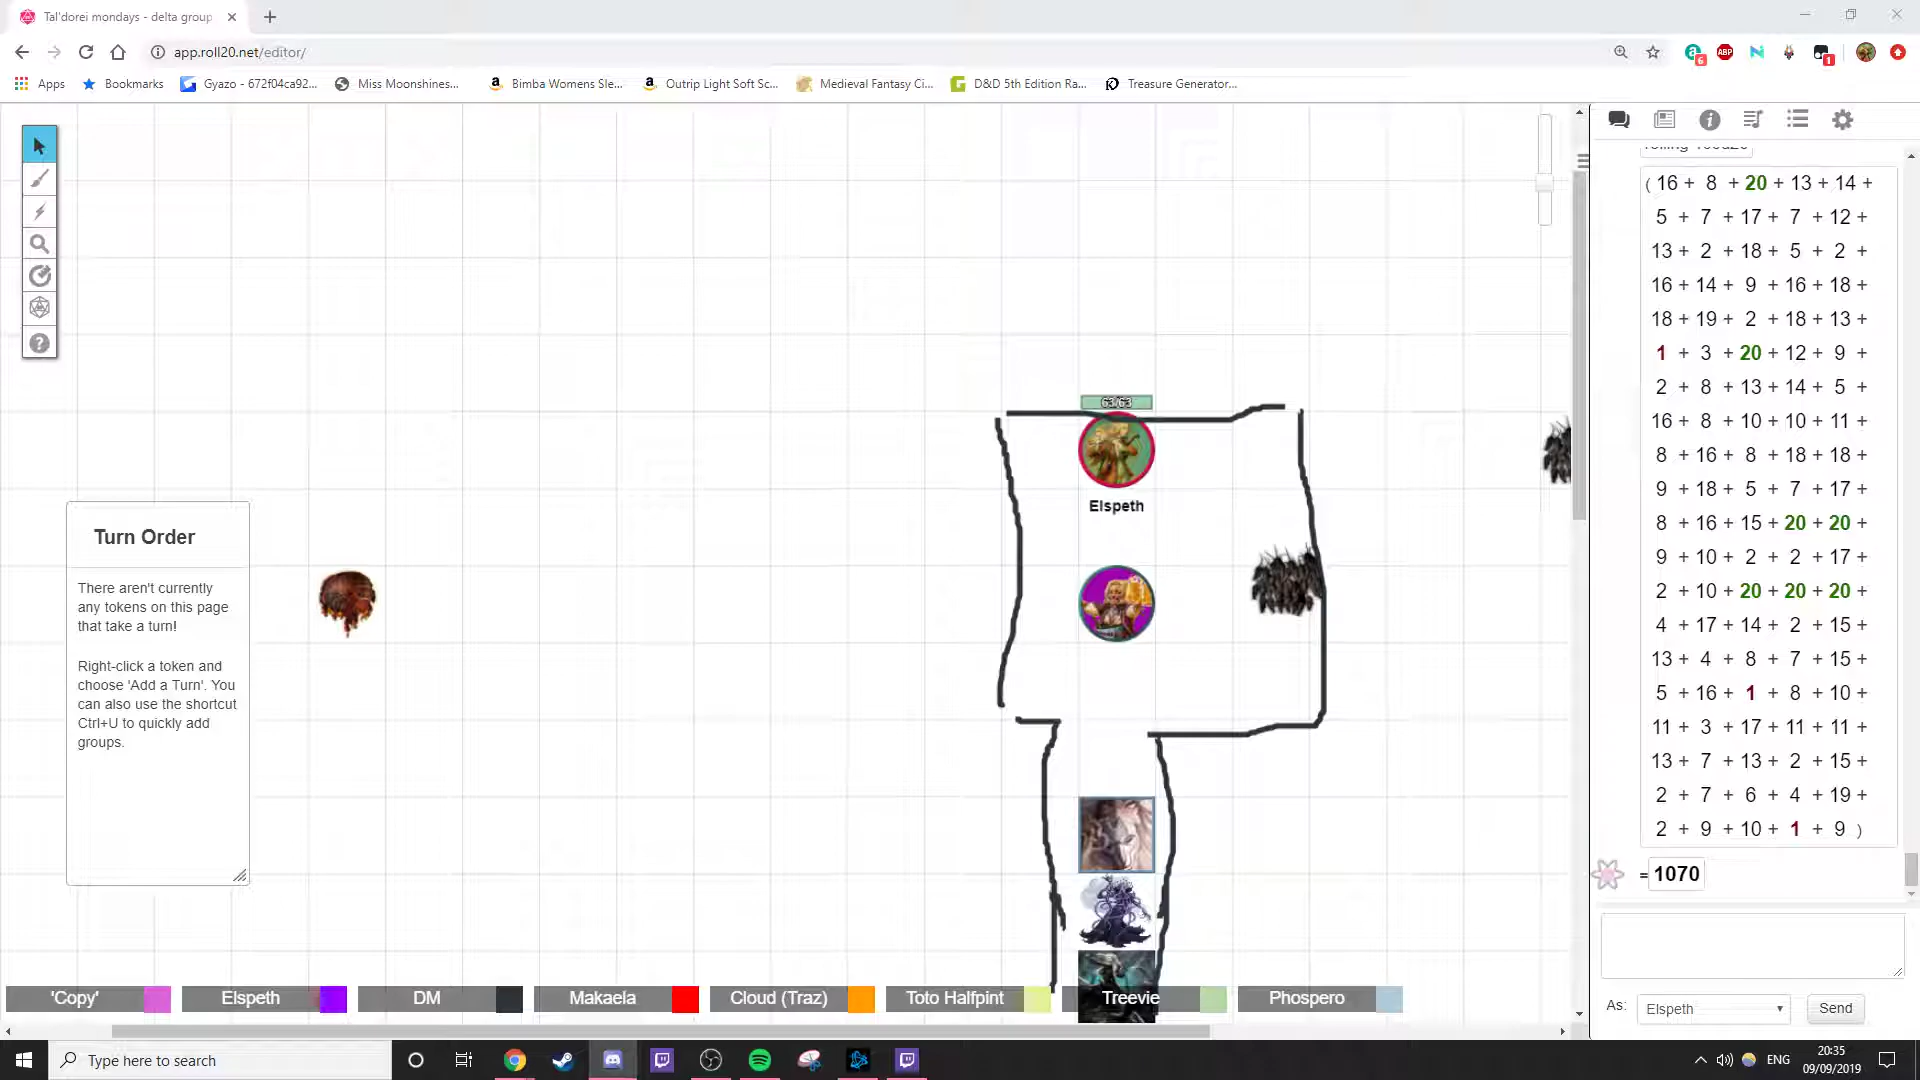 Tal'dorei mondays - delta group
app.roll20.net/editor/
6
ABP
1
Apps
Bookmarks
Gyazo - 672f04ca92...
Miss Moonshines...
Bimba Womens Sle...
Outrip Light Soft Sc...
Medieval Fantasy Ci...
D&D 5th Edition Ra...
Treasure Generator...
63/63
Elspeth
Turn Order
There aren't currently
any tokens on this page
that take a turn!
Right-click a token and
choose 'Add a Turn'. You
can also use the shortcut
Ctrl+U to quickly add
groups.
( 16 + 8 + 20 + 13 + 14 +
5 + 7 + 17 + 7 + 12 +
13 + 2 + 18 + 5 + 2 +
16 + 14 + 9 + 16 + 18 +
18 + 19 + 2 + 18 + 13 +
1 + 3 + 20 + 12 + 9 +
2 + 8 + 13 + 14 + 5 +
16 + 8 + 10 + 10 + 11 +
8 + 16 + 8 + 18 + 18 +
9 + 18 + 5 + 7 + 17 +
8 + 16 + 15 + 20 + 20 +
9 + 10 + 2 + 2 + 17 +
2 + 10 + 20 + 20 + 20 +
4 + 17 + 14 + 2 + 15 +
13 + 4 + 8 + 7 + 15 +
5 + 16 + 1 + 8 + 10 +
11 + 3 + 17 + 11 + 11 +
13 + 7 + 13 + 2 + 15 +
2 + 7 + 6 + 4 + 19 +
2 + 9 + 10 + 1 + 9 )
= 1070
As: Elspeth
Send
'Copy'
Elspeth
DM
Makaela
Cloud (Traz)
Toto Halfpint
Treevie
Phospero
Type here to search
ENG
20:35
09/09/2019